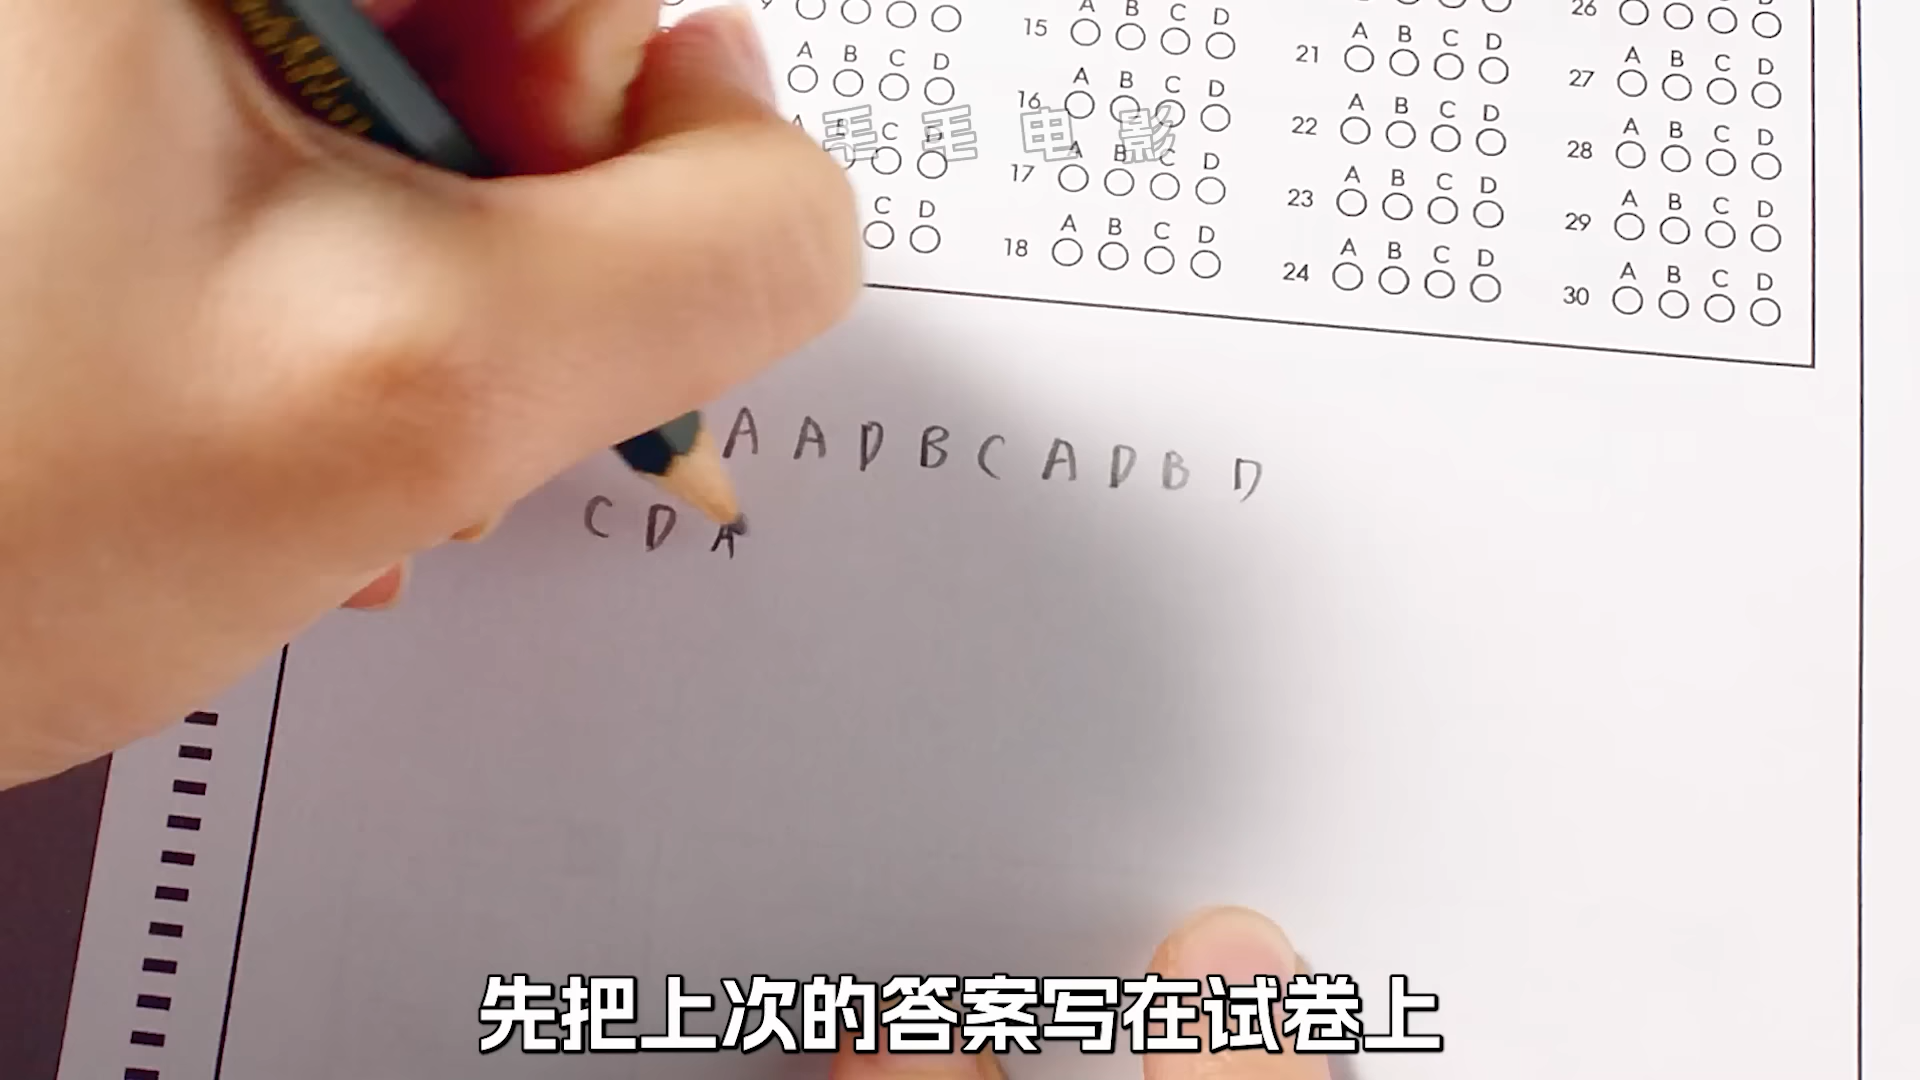 9
15 A B C D
A B C D
16 A B C D
C D
17 A B C D
C D
18 A B C D
21 A B C D
22 A B C D
23 A B C D
24 A B C D
26
27 A B C D
28 A B C D
29 A B C D
30 A B C D
毛毛电影
A A D B C A D B D
C D A
先把上次的答案写在试卷上